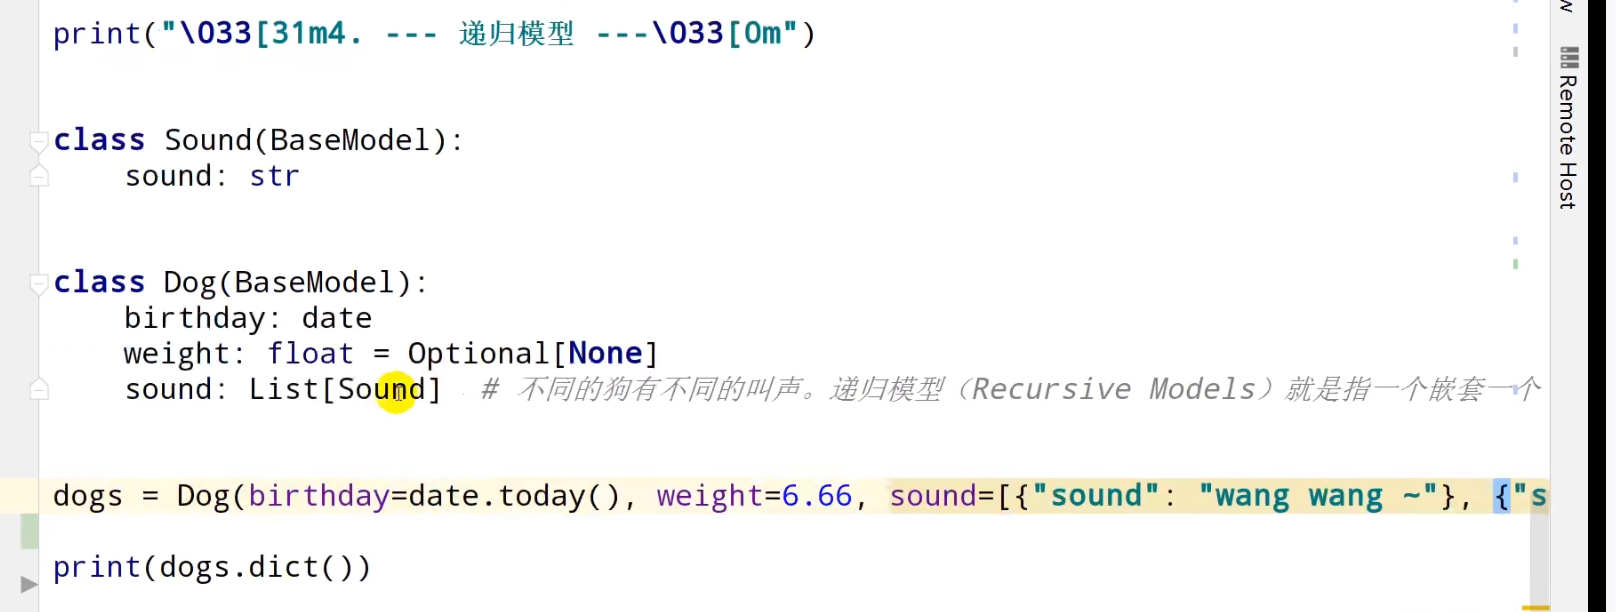 print("\033[31m4. --- 递归模型 ---\033[0m")
class Sound(BaseModel):
    sound: str
class Dog(BaseModel):
    birthday: date
    weight: float = Optional[None]
    sound: List[Sound]  # 不同的狗有不同的叫声。递归模型（Recursive Models）就是指一个嵌套一个
dogs = Dog(birthday=date.today(), weight=6.66, sound=[{"sound": "wang wang ~"}, {"s
print(dogs.dict())
w
Remote Host